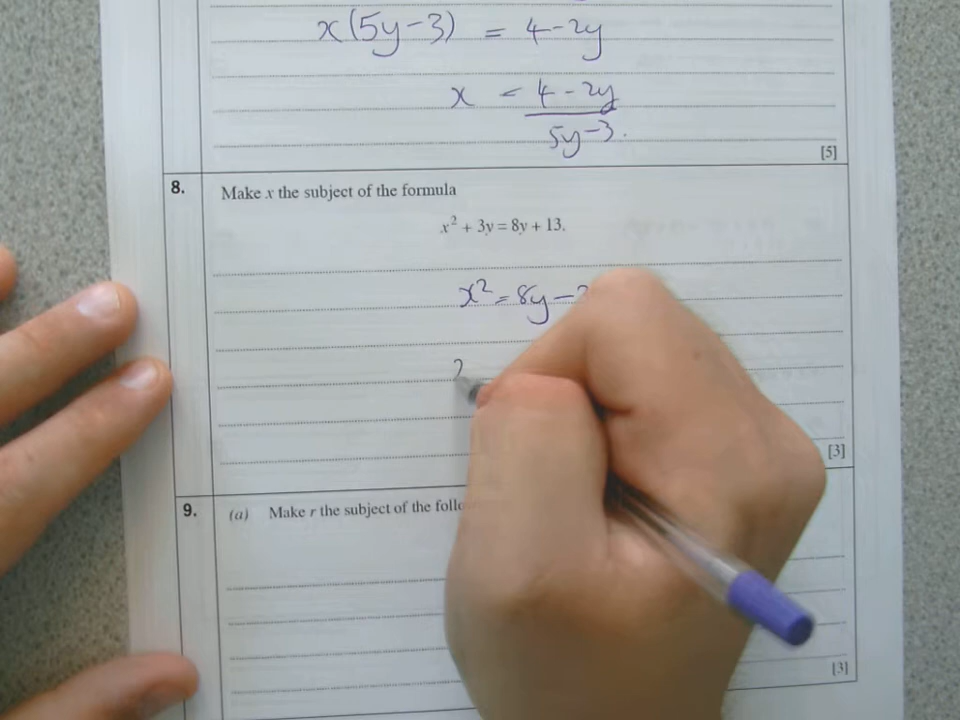 x(5y-3) = 4-2y
x = 4-2y
5y-3.
[5]
8. Make x the subject of the formula
x² + 3y = 8y + 13.
x² = 8y -
[3]
9. (a) Make r the subject of the
[3]